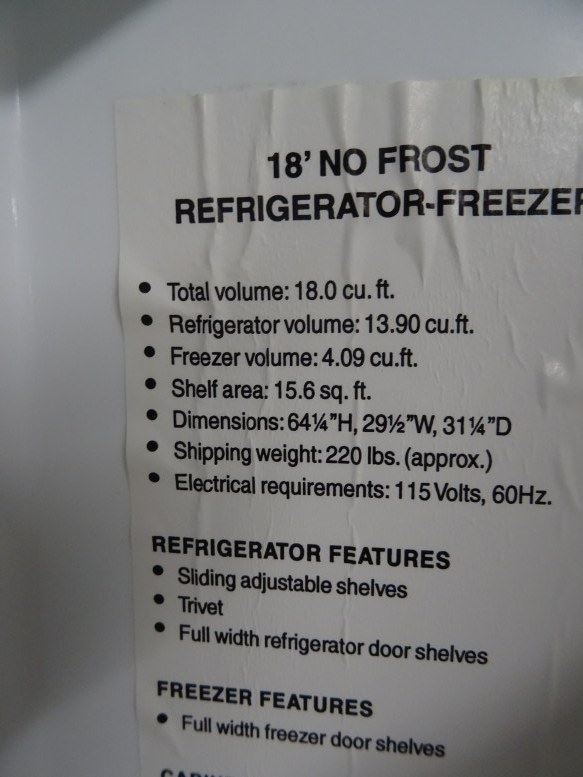 18' NO FROST
REFRIGERATOR-FREEZER
• Total volume: 18.0 cu. ft.
• Refrigerator volume: 13.90 cu.ft.
• Freezer volume: 4.09 cu.ft.
• Shelf area: 15.6 sq. ft.
• Dimensions: 64¼"H, 29½"W, 31¼"D
• Shipping weight: 220 lbs. (approx.)
• Electrical requirements: 115 Volts, 60Hz.
REFRIGERATOR FEATURES
• Sliding adjustable shelves
• Trivet
• Full width refrigerator door shelves
FREEZER FEATURES
• Full width freezer door shelves